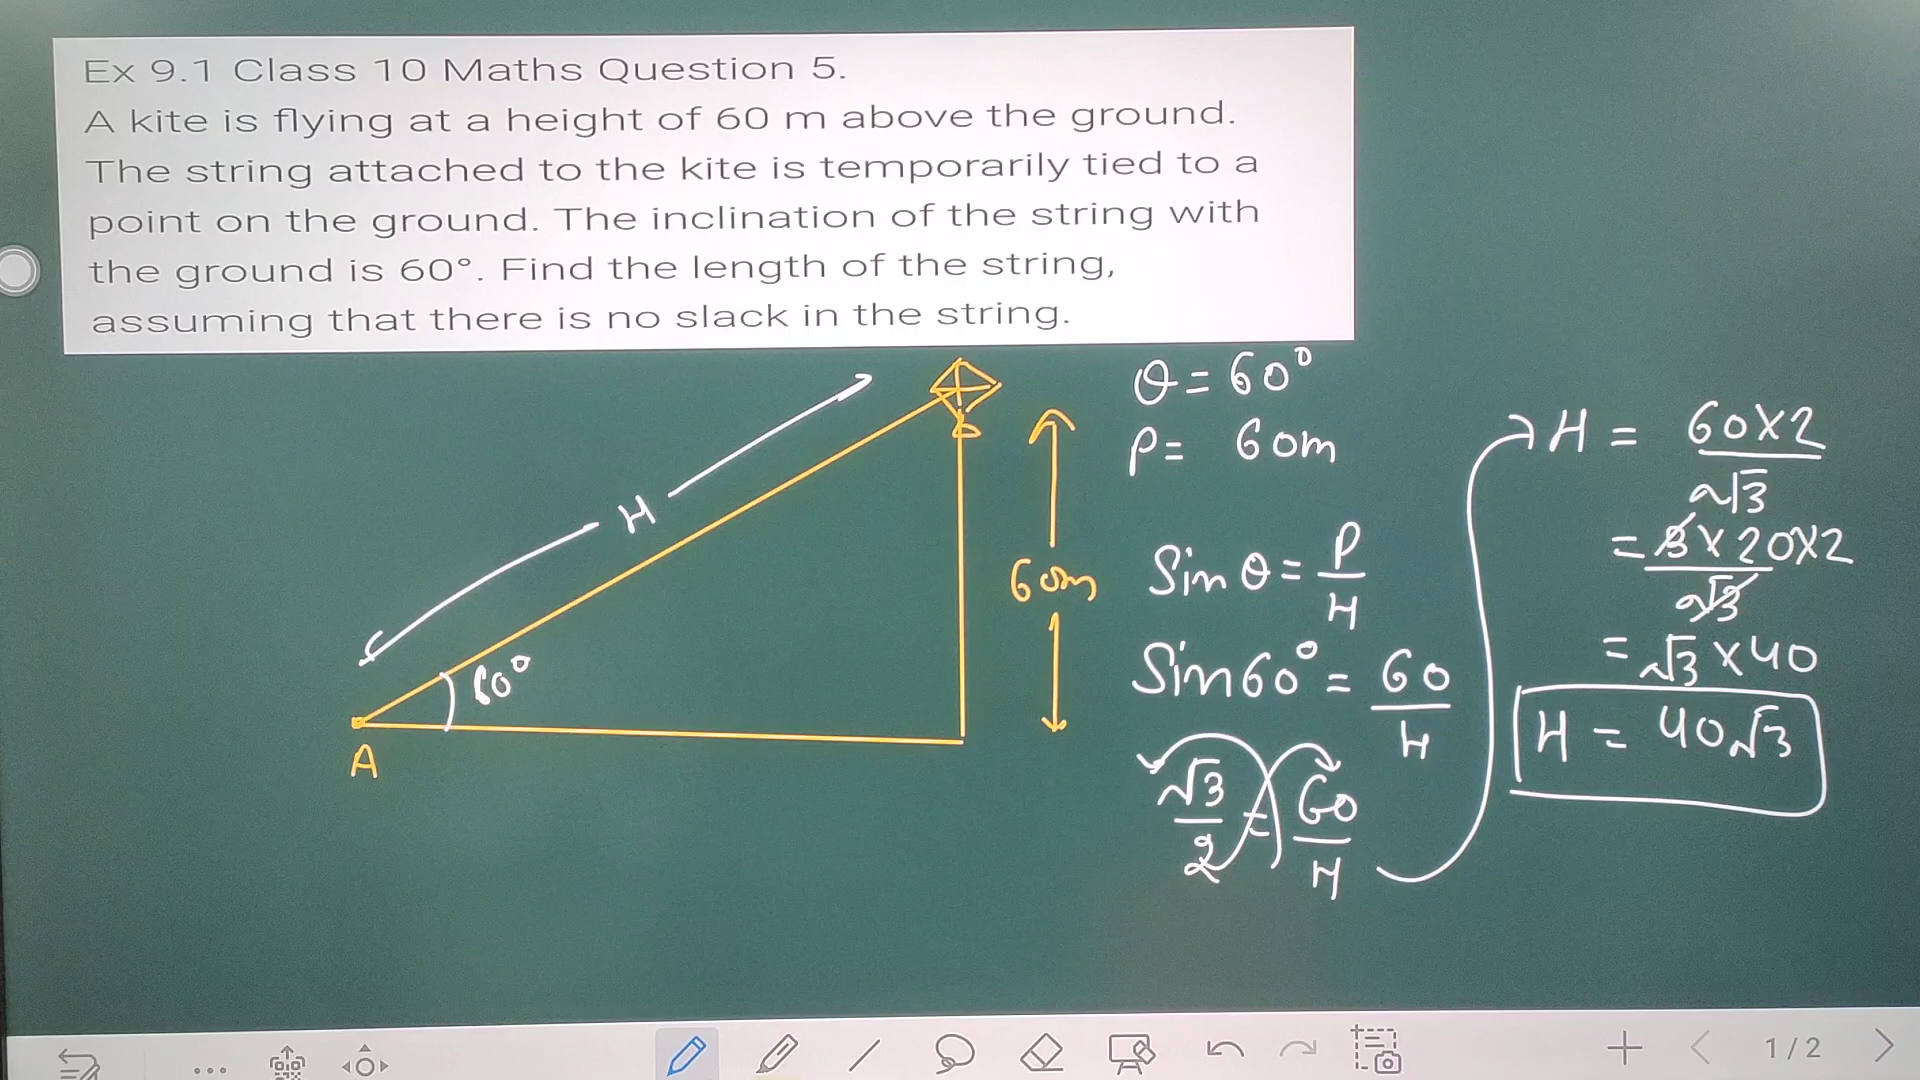 Ex 9.1 Class 10 Maths Question 5.
A kite is flying at a height of 60 m above the ground.
The string attached to the kite is temporarily tied to a
point on the ground. The inclination of the string with
the ground is 60°. Find the length of the string,
assuming that there is no slack in the string.
H
60°
A
60m
θ = 60°
P = 60m
Sin θ = P/H
Sin 60° = 60/H
√3/2 = 60/H
H = 60×2/√3
= 3×20×2/√3
= √3 × 40
H = 40√3
1 / 2